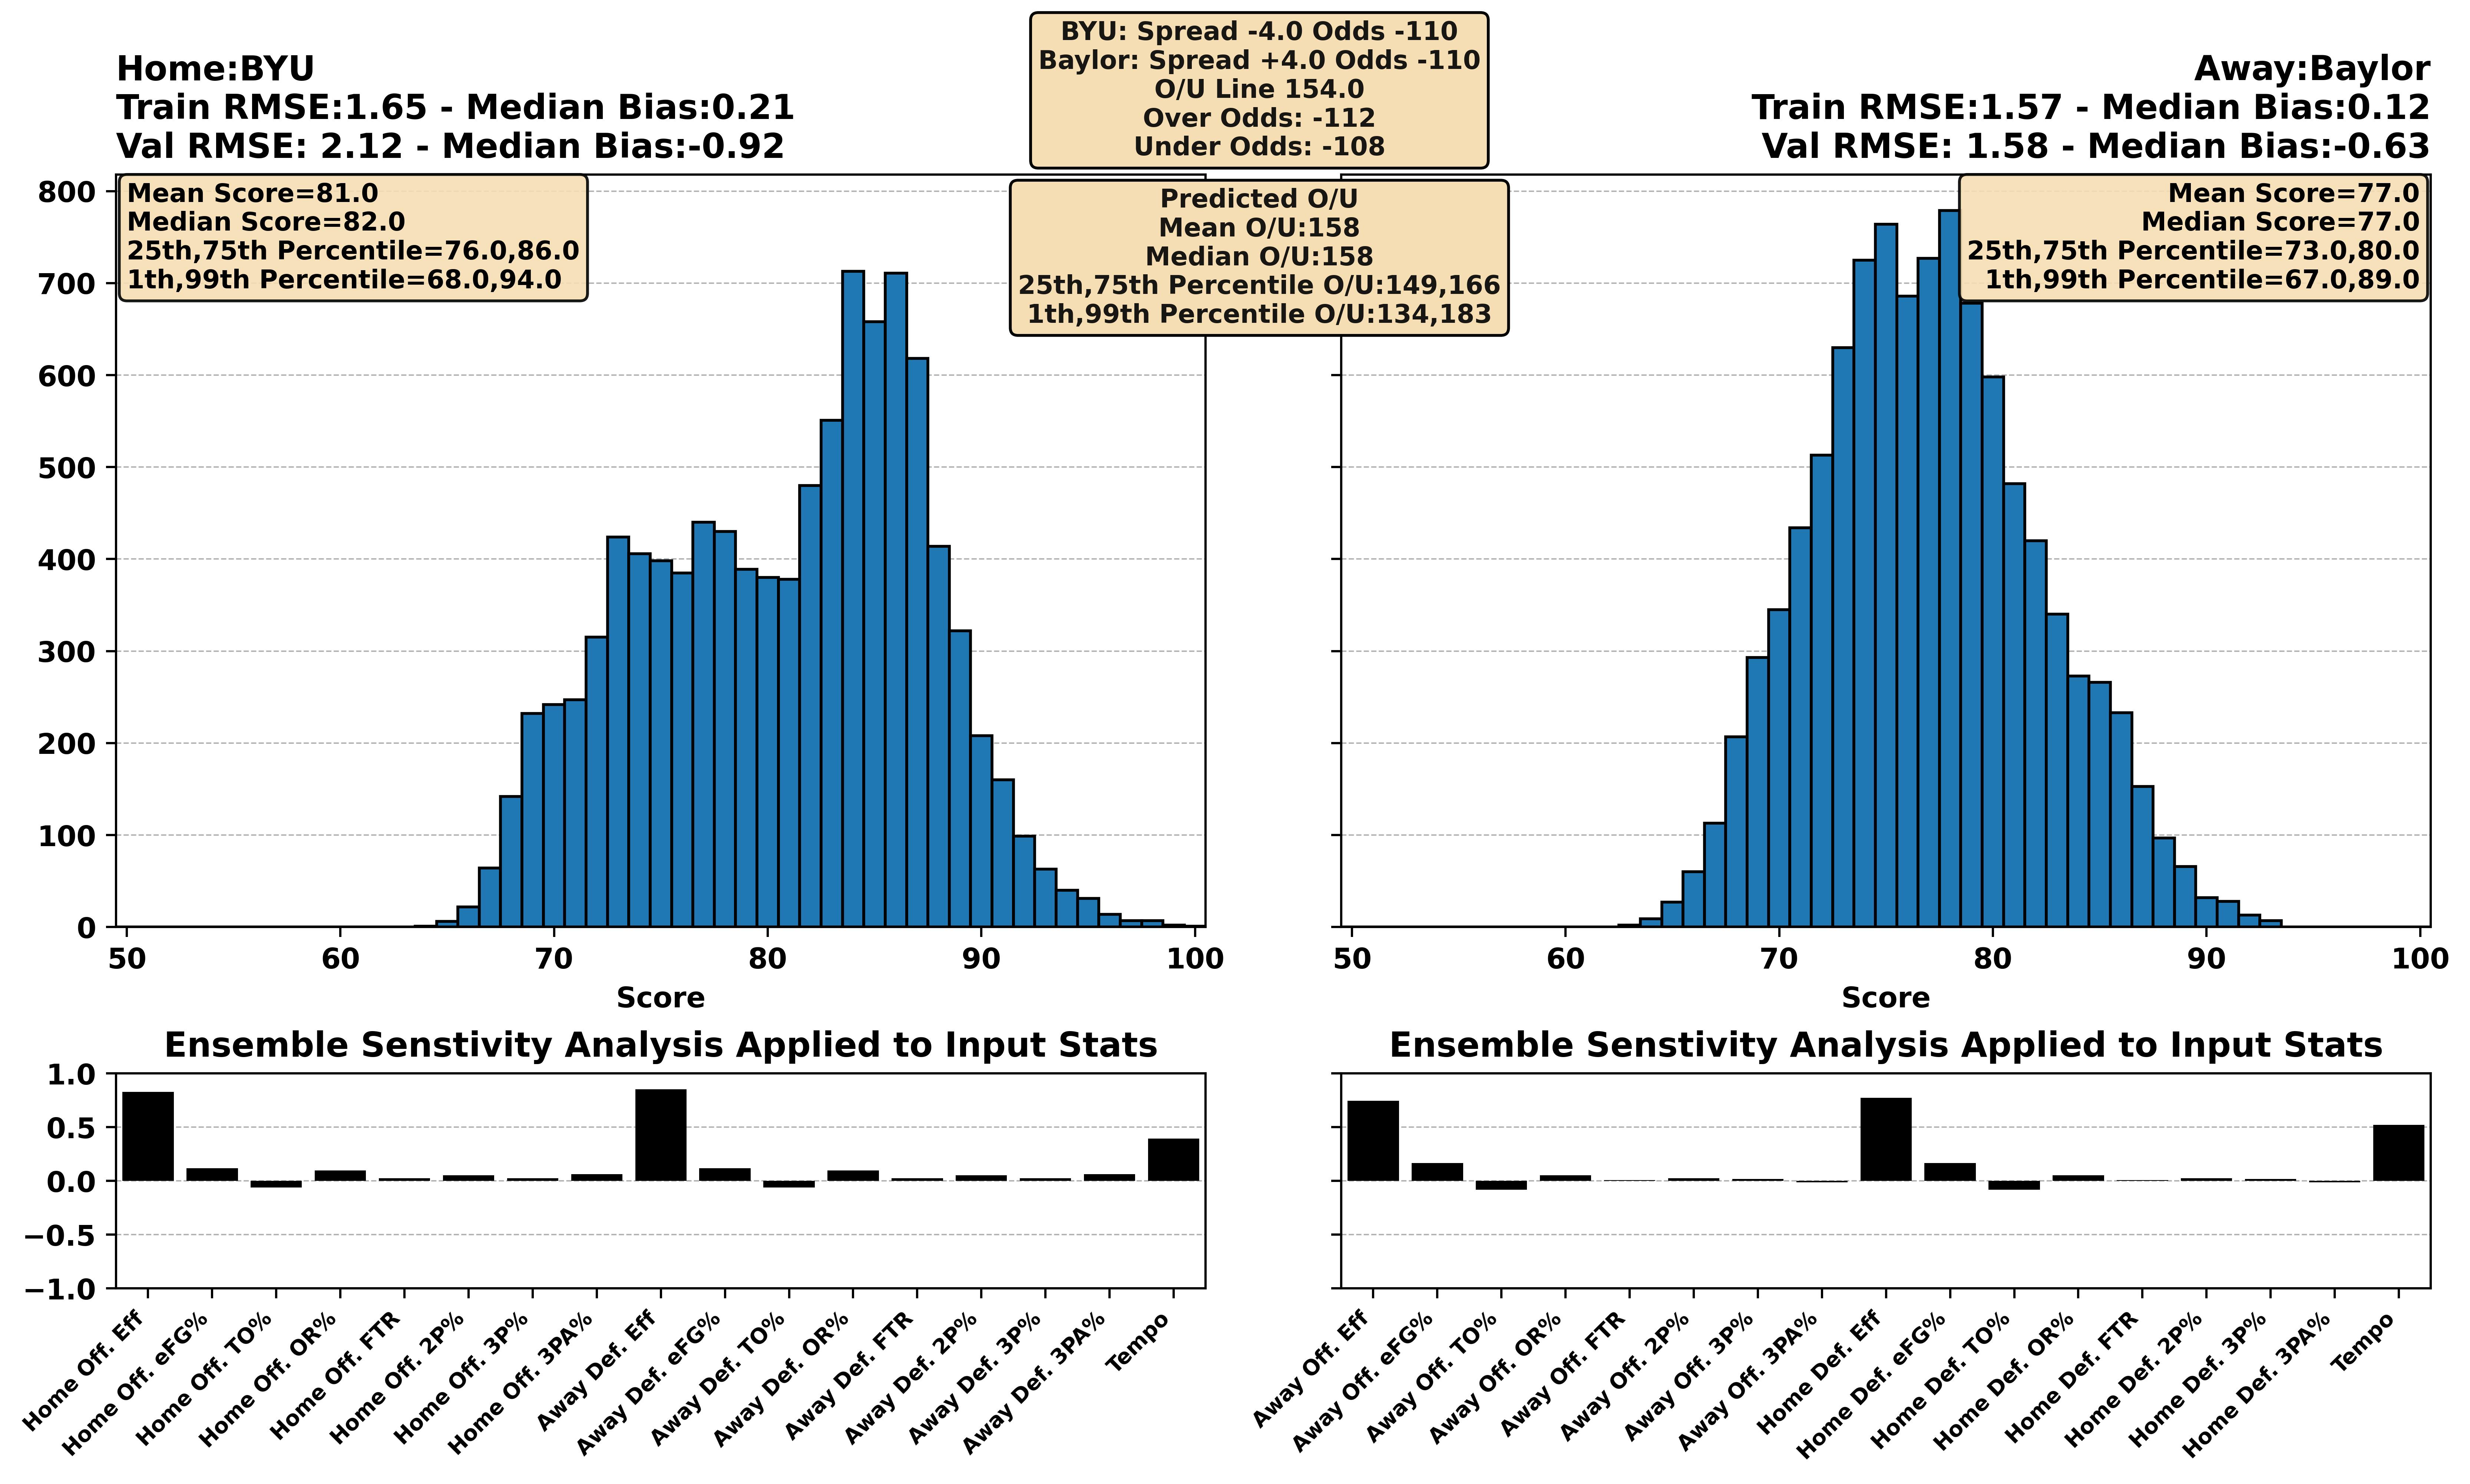 BYU: Spread -4.0 Odds -110
Baylor: Spread +4.0 Odds -110
O/U Line 154.0
Over Odds: -112
Under Odds: -108
Home:BYU
Train RMSE:1.65 - Median Bias:0.21
Val RMSE: 2.12 - Median Bias:-0.92
Away:Baylor
Train RMSE:1.57 - Median Bias:0.12
Val RMSE: 1.58 - Median Bias:-0.63
Mean Score=81.0
Median Score=82.0
25th,75th Percentile=76.0,86.0
1th,99th Percentile=68.0,94.0
Predicted O/U
Mean O/U:158
Median O/U:158
25th,75th Percentile O/U:149,166
1th,99th Percentile O/U:134,183
Mean Score=77.0
Median Score=77.0
25th,75th Percentile=73.0,80.0
1th,99th Percentile=67.0,89.0
800
700
600
500
400
300
200
100
0
50 60 70 80 90 100
Score
50 60 70 80 90 100
Score
Ensemble Senstivity Analysis Applied to Input Stats
1.0
0.5
0.0
−0.5
−1.0
Home Off. Eff
Home Off. eFG%
Home Off. TO%
Home Off. OR%
Home Off. FTR
Home Off. 2P%
Home Off. 3P%
Home Off. 3PA%
Away Def. Eff
Away Def. eFG%
Away Def. TO%
Away Def. OR%
Away Def. FTR
Away Def. 2P%
Away Def. 3P%
Away Def. 3PA%
Tempo
Ensemble Senstivity Analysis Applied to Input Stats
Away Off. Eff
Away Off. eFG%
Away Off. TO%
Away Off. OR%
Away Off. FTR
Away Off. 2P%
Away Off. 3P%
Away Off. 3PA%
Home Def. Eff
Home Def. eFG%
Home Def. TO%
Home Def. OR%
Home Def. FTR
Home Def. 2P%
Home Def. 3P%
Home Def. 3PA%
Tempo